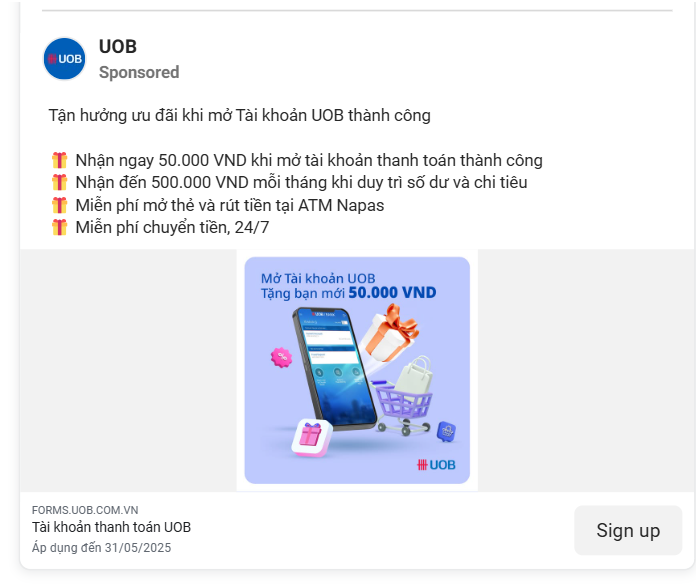 UOB
UOB
Sponsored
Tận hưởng ưu đãi khi mở Tài khoản UOB thành công
Nhận ngay 50.000 VND khi mở tài khoản thanh toán thành công
Nhận đến 500.000 VND mỗi tháng khi duy trì số dư và chi tiêu
Miễn phí mở thẻ và rút tiền tại ATM Napas
Miễn phí chuyển tiền, 24/7
Mở Tài khoản UOB
Tặng bạn mới 50.000 VND
%
UOB
FORMS.UOB.COM.VN
Tài khoản thanh toán UOB
Áp dụng đến 31/05/2025
Sign up